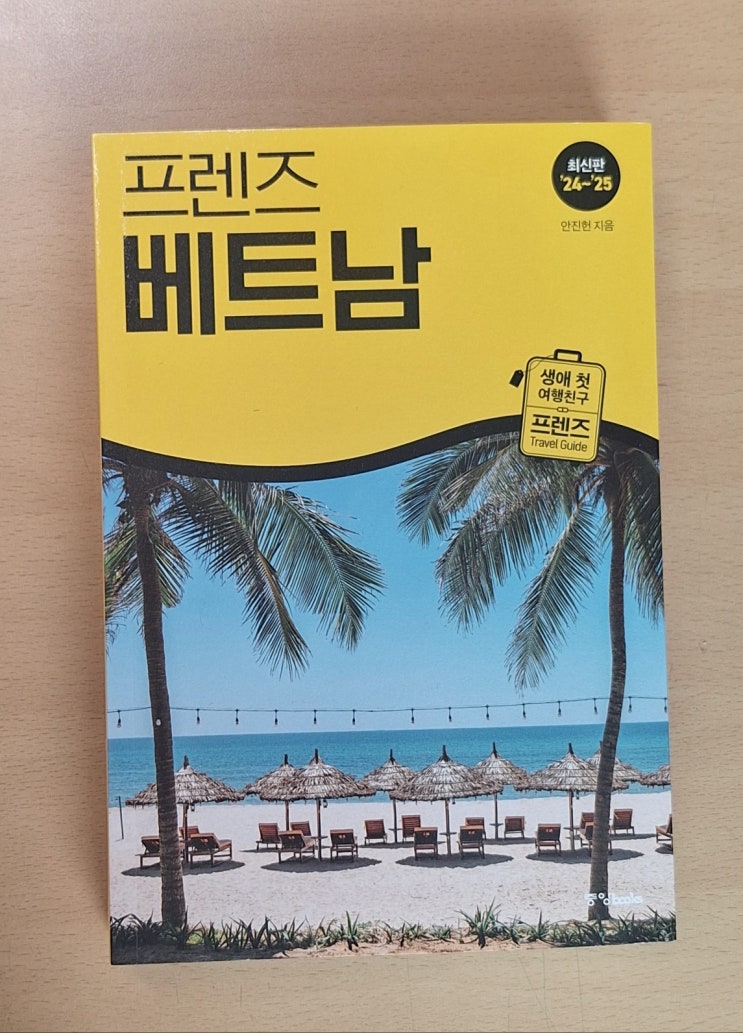 프렌즈
베트남
최신판
'24~'25
안진헌 지음
생애 첫
여행친구
프렌즈
Travel Guide
중앙books